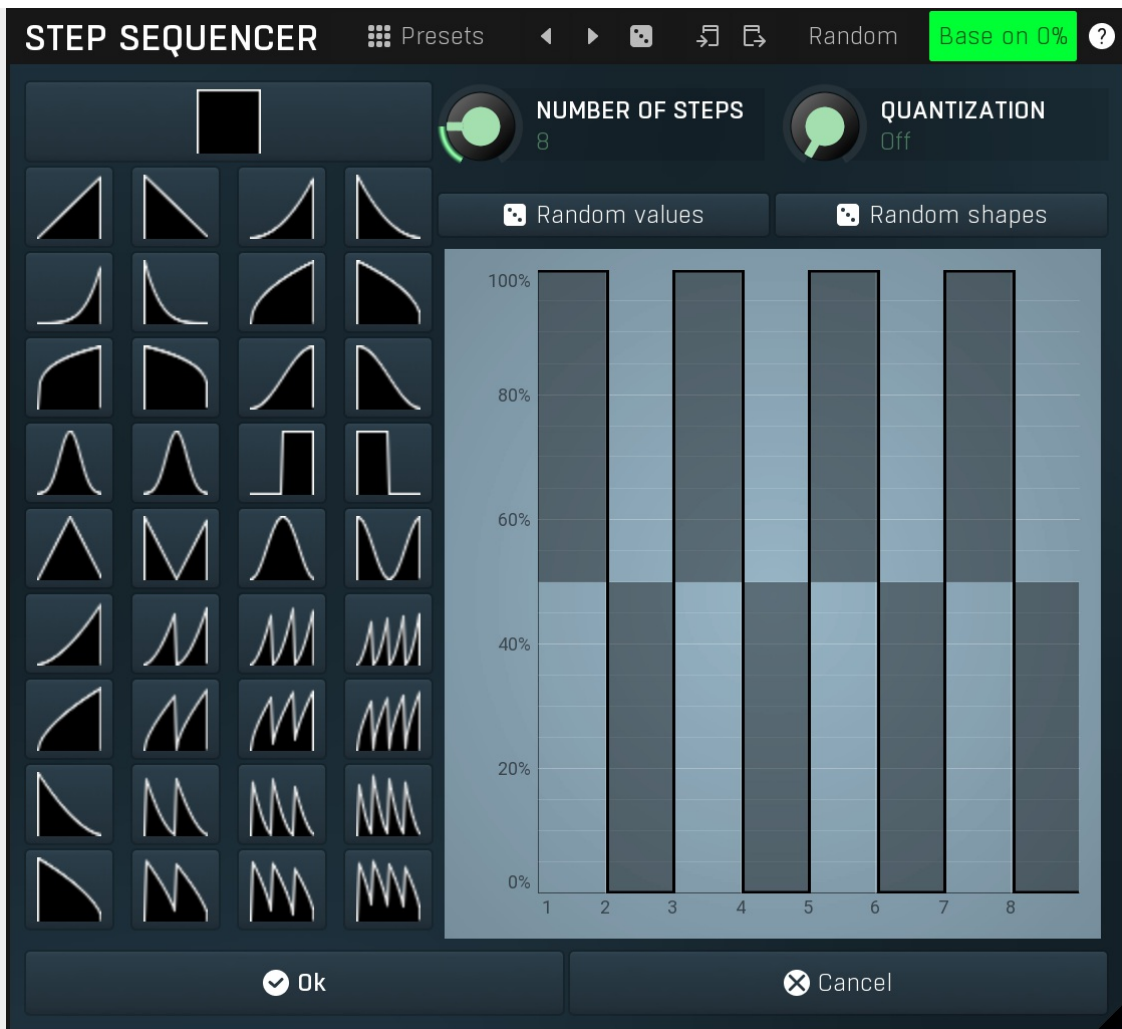 STEP SEQUENCER Presets Random Base on 0% ?
NUMBER OF STEPS QUANTIZATION
8 Off
Random values Random shapes
100%
80%
60%
40%
20%
0%
1 2 3 4 5 6 7 8
Ok Cancel